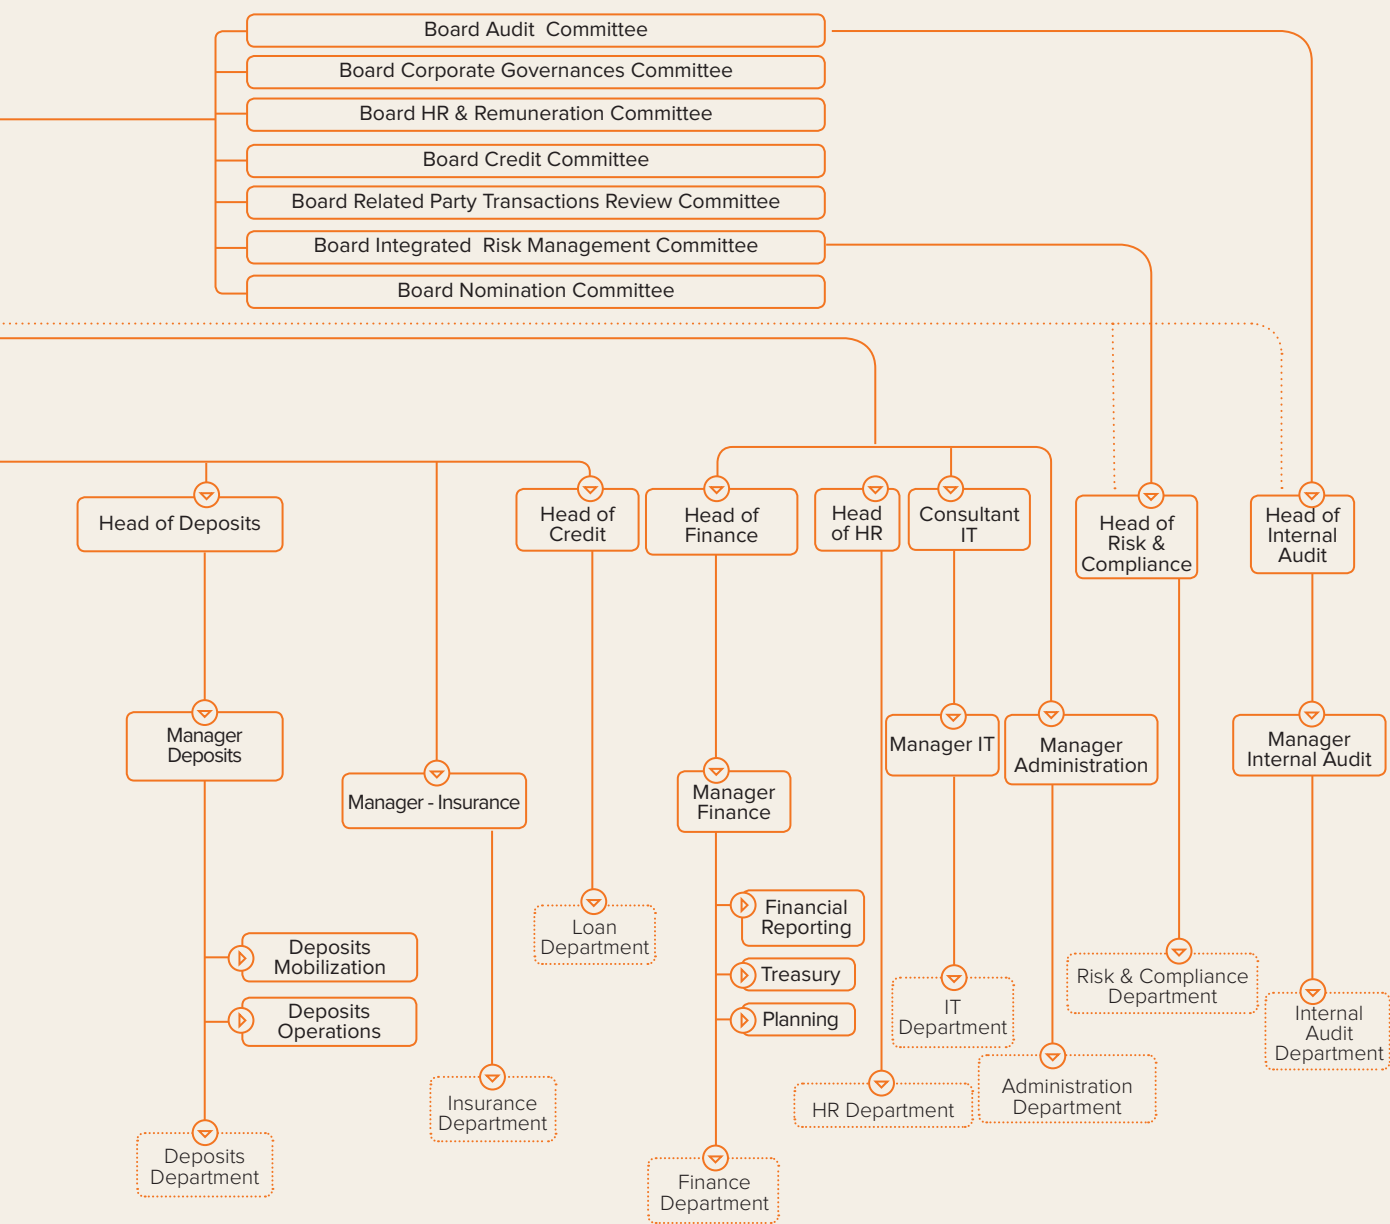 Board Audit  Committee
Board Corporate Governances Committee
Board HR & Remuneration Committee
Board Credit Committee
Board Related Party Transactions Review Committee
Board Integrated  Risk Management Committee
Board Nomination Committee
Head of Deposits
Head of
Credit
Head of
Finance
Head
of HR
Consultant
IT
Head of
Risk &
Compliance
Head of
Internal
Audit
Manager
Deposits
Manager - Insurance
Manager
Finance
Manager IT
Manager
Administration
Manager
Internal Audit
Deposits
Mobilization
Deposits
Operations
Loan
Department
Financial
Reporting
Treasury
Planning
IT
Department
Risk & Compliance
Department
Internal
Audit
Department
Insurance
Department
HR Department
Administration
Department
Deposits
Department
Finance
Department